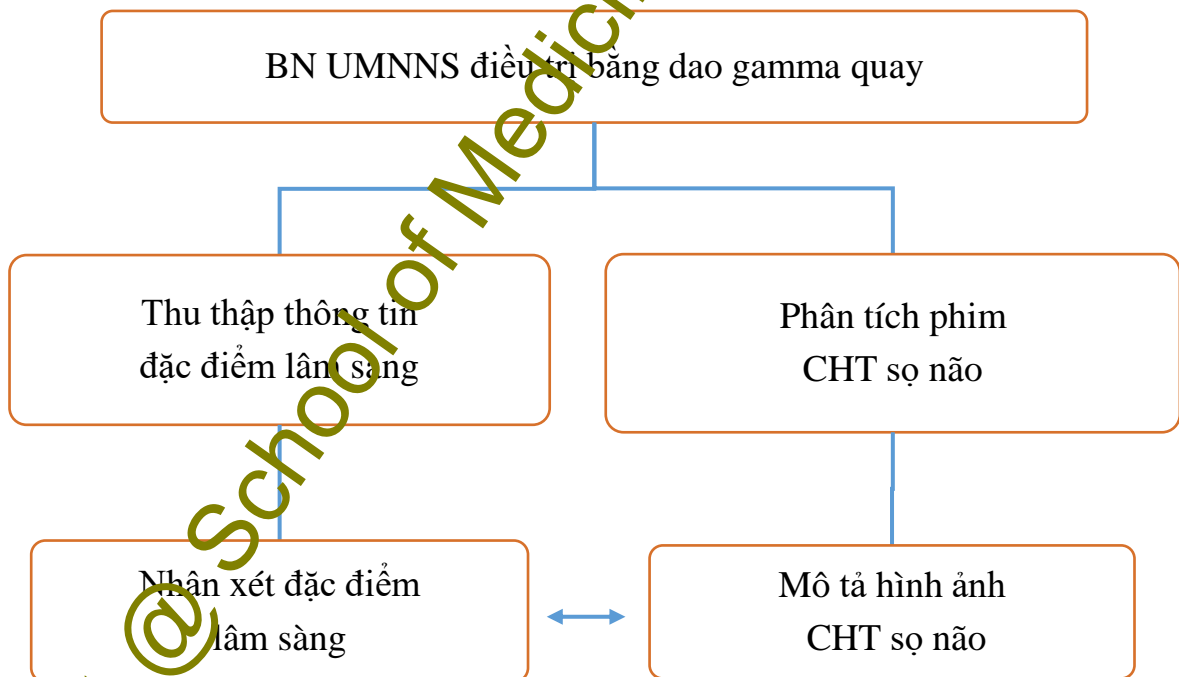 BN UMNNS điều trị bằng dao gamma quay
Thu thập thông tin
đặc điểm lâm sàng
Phân tích phim
CHT sọ não
Nhận xét đặc điểm
lâm sàng
Mô tả hình ảnh
CHT sọ não
@ School of Medicin